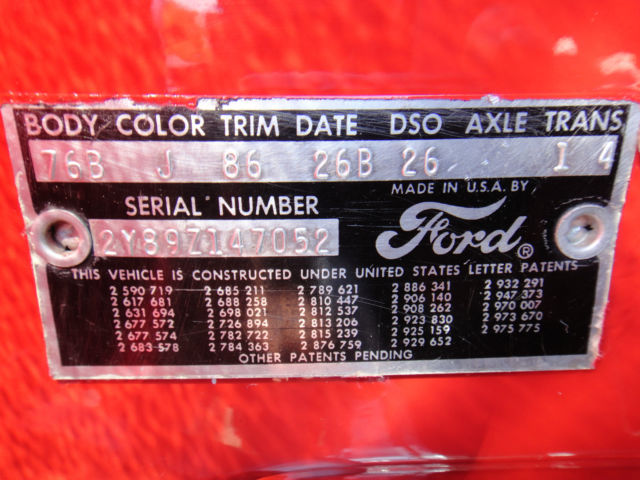 BODY COLOR TRIM DATE DSO AXLE TRANS
76B J 86 26B 26 1 4
MADE IN U.S.A. BY
SERIAL NUMBER
Ford®
2Y89Z147052
THIS VEHICLE IS CONSTRUCTED UNDER UNITED STATES LETTER PATENTS
2 590 719 2 685 211 2 789 621 2 886 341 2 932 291
2 617 681 2 688 258 2 810 447 2 906 140 2 947 373
2 631 694 2 698 021 2 812 537 2 908 262 2 970 007
2 677 572 2 726 894 2 813 206 2 923 830 2 973 670
2 677 574 2 782 722 2 815 239 2 925 159 2 975 775
2 683 578 2 784 363 2 876 759 2 929 652
OTHER PATENTS PENDING